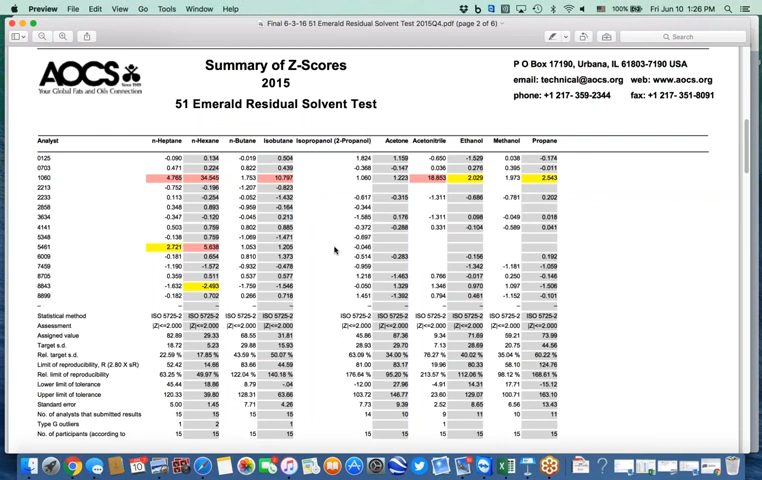 Preview File Edit View Go Tools Window Help 100% Fri Jun 10 1:26 PM
Final 6-3-16 51 Emerald Residual Solvent Test 2015Q4.pdf (page 2 of 6)
Search
AOCS
Your Global Fats and Oils Connection
Summary of Z-Scores
2015
51 Emerald Residual Solvent Test
P O Box 17190, Urbana, IL 61803-7190 USA
email: technical@aocs.org web: www.aocs.org
phone: +1 217- 359-2344 fax: +1 217- 351-8091
Analyst n-Heptane n-Hexane n-Butane Isobutane Isopropanol (2-Propanol) Acetone Acetonitrile Ethanol Methanol Propane
0125 -0.090 0.134 -0.019 0.504 1.824 1.159 -0.650 -1.529 0.038 -0.174
0703 0.471 0.224 0.822 0.439 -0.368 -0.147 0.036 0.276 0.395 -0.011
1060 4.765 34.545 1.753 10.797 1.060 1.223 18.853 2.029 1.973 2.543
2213 -0.752 -0.196 -1.207 -0.823
2233 0.113 -0.254 -0.052 -1.432 -0.617 -0.315 -1.311 -0.686 -0.781 0.202
2858 0.348 0.893 -0.959 -0.164 -0.344
3634 -0.347 -0.120 -0.045 0.213 -1.585 0.176 -1.311 0.098 -0.049 0.018
4141 0.503 0.759 0.802 0.885 -0.288 0.331 -0.104 -0.589 0.041
5348 -0.138 0.759 -1.069 -1.471 -0.697
5461 2.721 5.638 1.053 1.205 -0.046
6009 -0.181 0.654 0.810 1.373 -0.514 -0.283 -0.156 0.192
7459 -1.190 -1.572 -0.932 -0.478 -0.959 -1.342 -1.181 -1.059
8705 0.359 0.511 0.537 0.577 1.218 -1.463 0.766 -0.017 0.250 -0.146
8843 -1.632 -2.493 -1.759 -1.546 -0.050 1.329 1.346 0.970 1.097 -1.506
8899 -0.182 0.702 0.266 0.718 1.451 -1.392 0.794 0.461 -1.152 -0.101
Statistical method ISO 5725-2 ISO 5725-2 ISO 5725-2 ISO 5725-2 ISO 5725-2 ISO 5725-2 ISO 5725-2 ISO 5725-2 ISO 5725-2 ISO 5725-2
Assessment |Z|<=2.000 |Z|<=2.000 |Z|<=2.000 |Z|<=2.000 |Z|<=2.000 |Z|<=2.000 |Z|<=2.000 |Z|<=2.000 |Z|<=2.000 |Z|<=2.000
Assigned value 82.89 29.33 68.55 31.81 45.86 87.36 9.34 71.69 58.85 73.99
Target s.d. 18.72 5.23 29.88 15.93 28.93 29.70 7.13 28.69 20.75 44.56
Rel. target s.d. 22.59 % 17.85 % 43.59 % 50.07 % 63.09 % 34.00 % 76.27 % 40.02 % 35.04 % 60.22 %
Limit of reproducibility, R (2.80 X sR) 52.42 14.66 83.66 44.59 81.00 83.17 19.96 80.33 58.10 124.76
Rel. limit of reproducibility 63.25 % 49.97 % 122.04 % 140.18 % 176.64 % 95.20 % 213.57 % 112.06 % 98.12 % 168.61 %
Lower limit of tolerance 45.44 18.86 8.79 -.04 -12.00 27.96 -4.91 14.31 17.71 -15.12
Upper limit of tolerance 120.33 39.80 128.31 63.66 103.72 146.77 23.60 129.07 100.71 163.10
Standard error 5.00 1.45 7.71 4.26 7.73 9.39 2.52 8.65 6.56 13.43
No. of analysts that submitted results 15 15 15 15 14 10 9 11 10 11
Type G outliers 1 2 1 1
No. of participants (according to 15 15 15 15 15 15 15 15 15 15